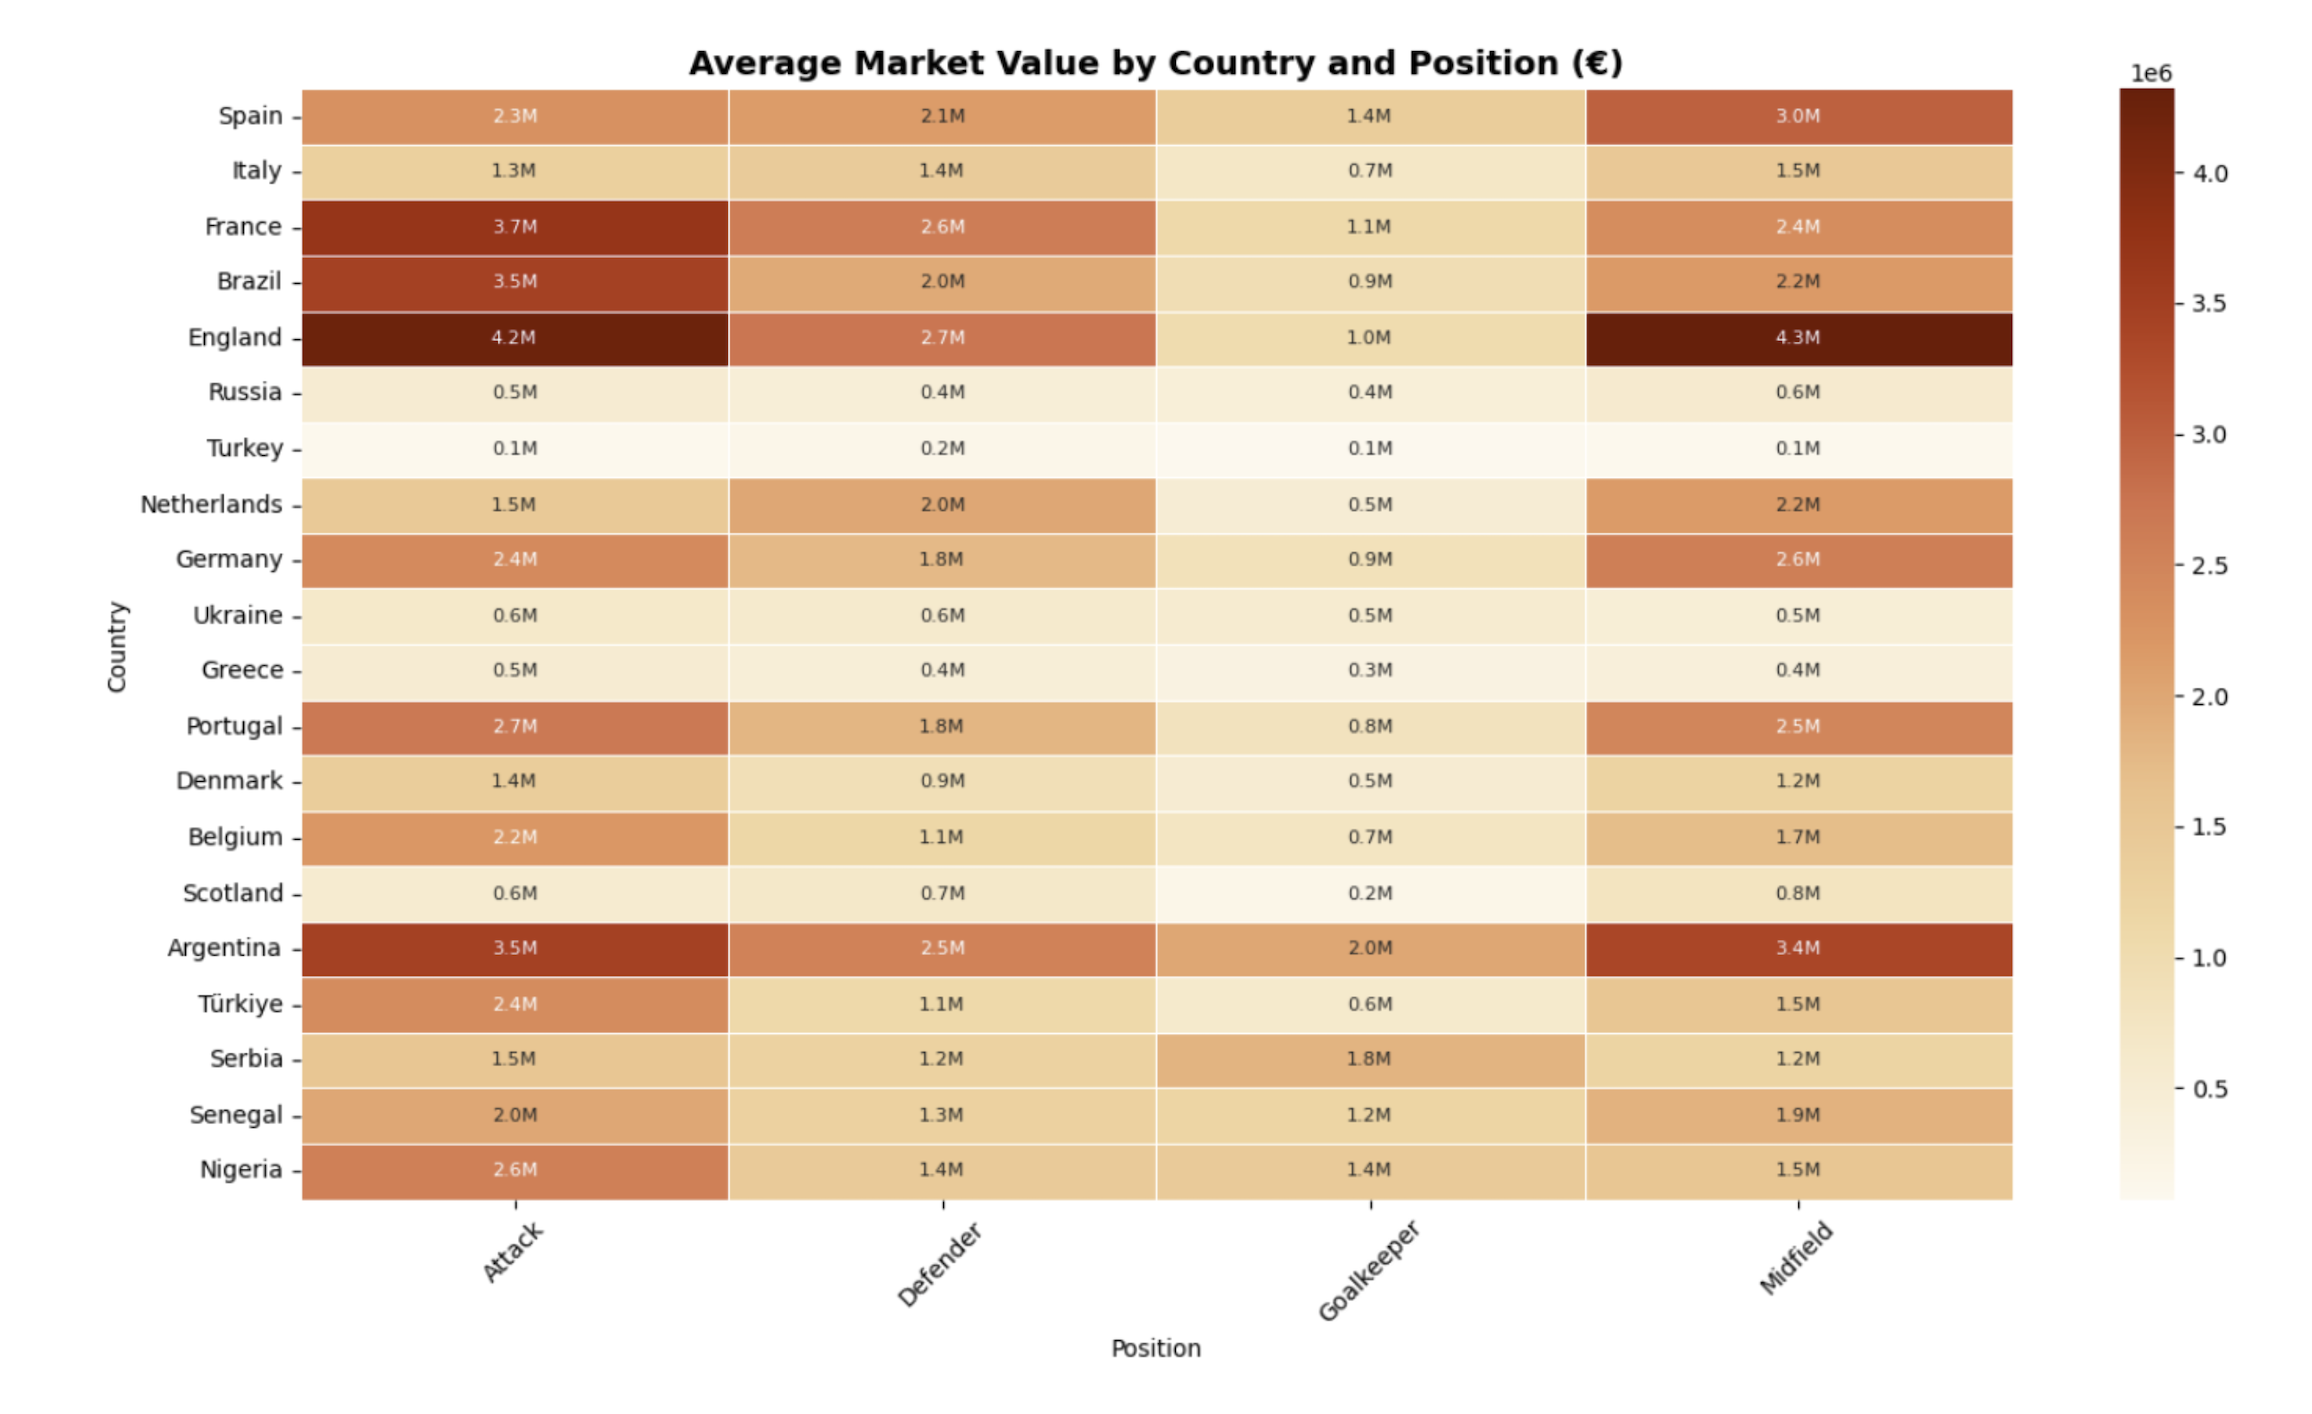 Average Market Value by Country and Position (€)
1e6
Spain 2.3M 2.1M 1.4M 3.0M
Italy 1.3M 1.4M 0.7M 1.5M
4.0
France 3.7M 2.6M 1.1M 2.4M
Brazil 3.5M 2.0M 0.9M 2.2M
3.5
England 4.2M 2.7M 1.0M 4.3M
Russia 0.5M 0.4M 0.4M 0.6M
3.0
Turkey 0.1M 0.2M 0.1M 0.1M
Netherlands 1.5M 2.0M 0.5M 2.2M
Germany 2.4M 1.8M 0.9M 2.6M
2.5
Ukraine 0.6M 0.6M 0.5M 0.5M
Country
Greece 0.5M 0.4M 0.3M 0.4M
2.0
Portugal 2.7M 1.8M 0.8M 2.5M
Denmark 1.4M 0.9M 0.5M 1.2M
1.5
Belgium 2.2M 1.1M 0.7M 1.7M
Scotland 0.6M 0.7M 0.2M 0.8M
Argentina 3.5M 2.5M 2.0M 3.4M
1.0
Türkiye 2.4M 1.1M 0.6M 1.5M
Serbia 1.5M 1.2M 1.8M 1.2M
0.5
Senegal 2.0M 1.3M 1.2M 1.9M
Nigeria 2.6M 1.4M 1.4M 1.5M
Attack Defender Goalkeeper Midfield
Position